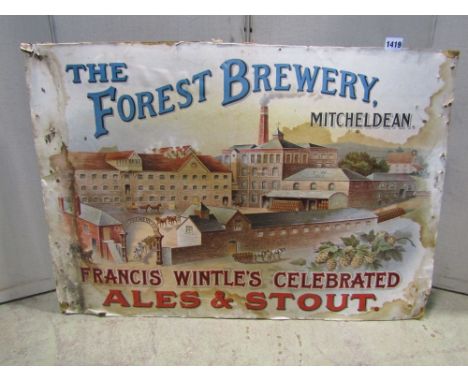 1419
THE
FOREST BREWERY,
MITCHELDEAN.
FRANCIS WINTLE'S CELEBRATED
ALES & STOUT.